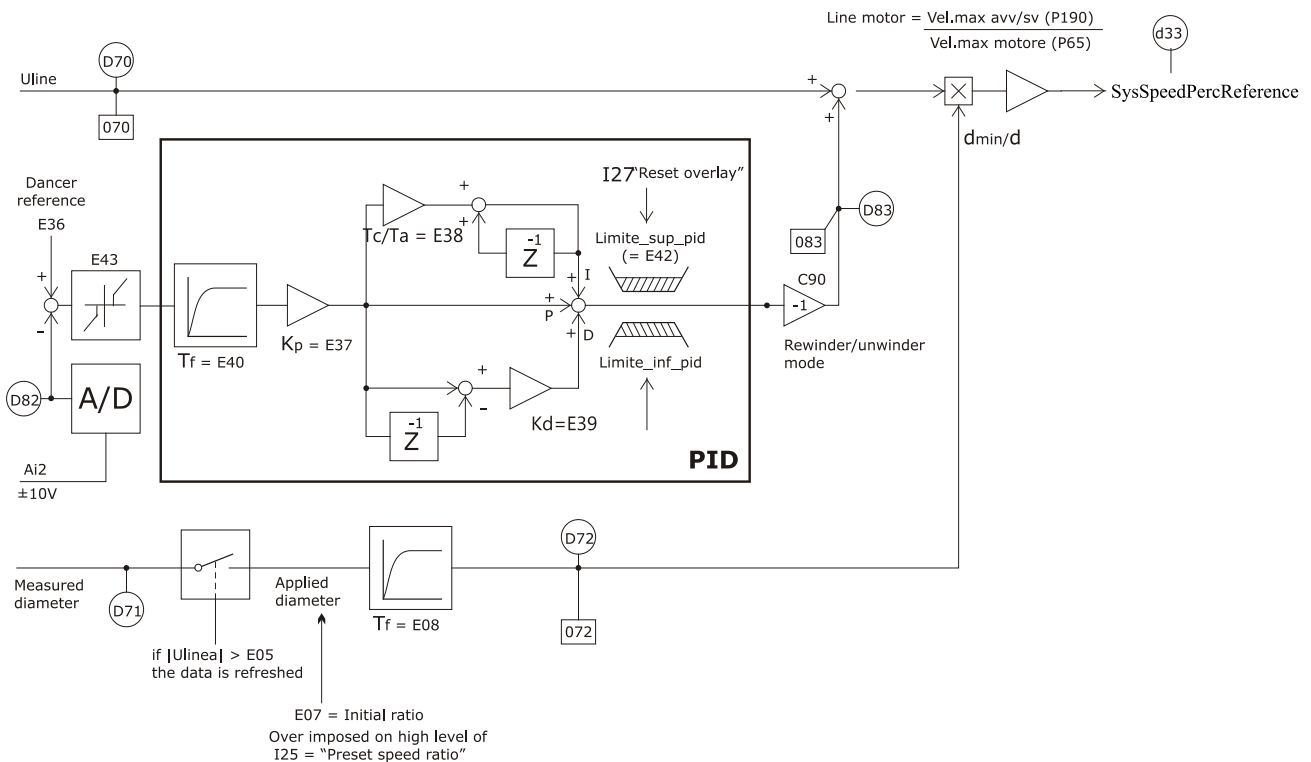 Line motor = Vel.max avv/sv (P190)
Vel.max motore (P65)
d33
D70
Uline
070
SysSpeedPercReference
dmin/d
Dancer
reference
E36
E43
I27"Reset overlay"
Tc/Ta = E38
Z-1
Limite_sup_pid
(= E42)
D83
083
C90
-1
I
P
D
Kp = E37
Tf = E40
Rewinder/unwinder
mode
Limite_inf_pid
D82
A/D
Kd=E39
Z-1
PID
Ai2
±10V
D72
Measured
diameter
D71
Applied
diameter
Tf = E08
072
if |Ulinea| > E05
the data is refreshed
E07 = Initial ratio
Over imposed on high level of
I25 = “Preset speed ratio”
+
+
+
-
+
+
+
+
+
+
-
×